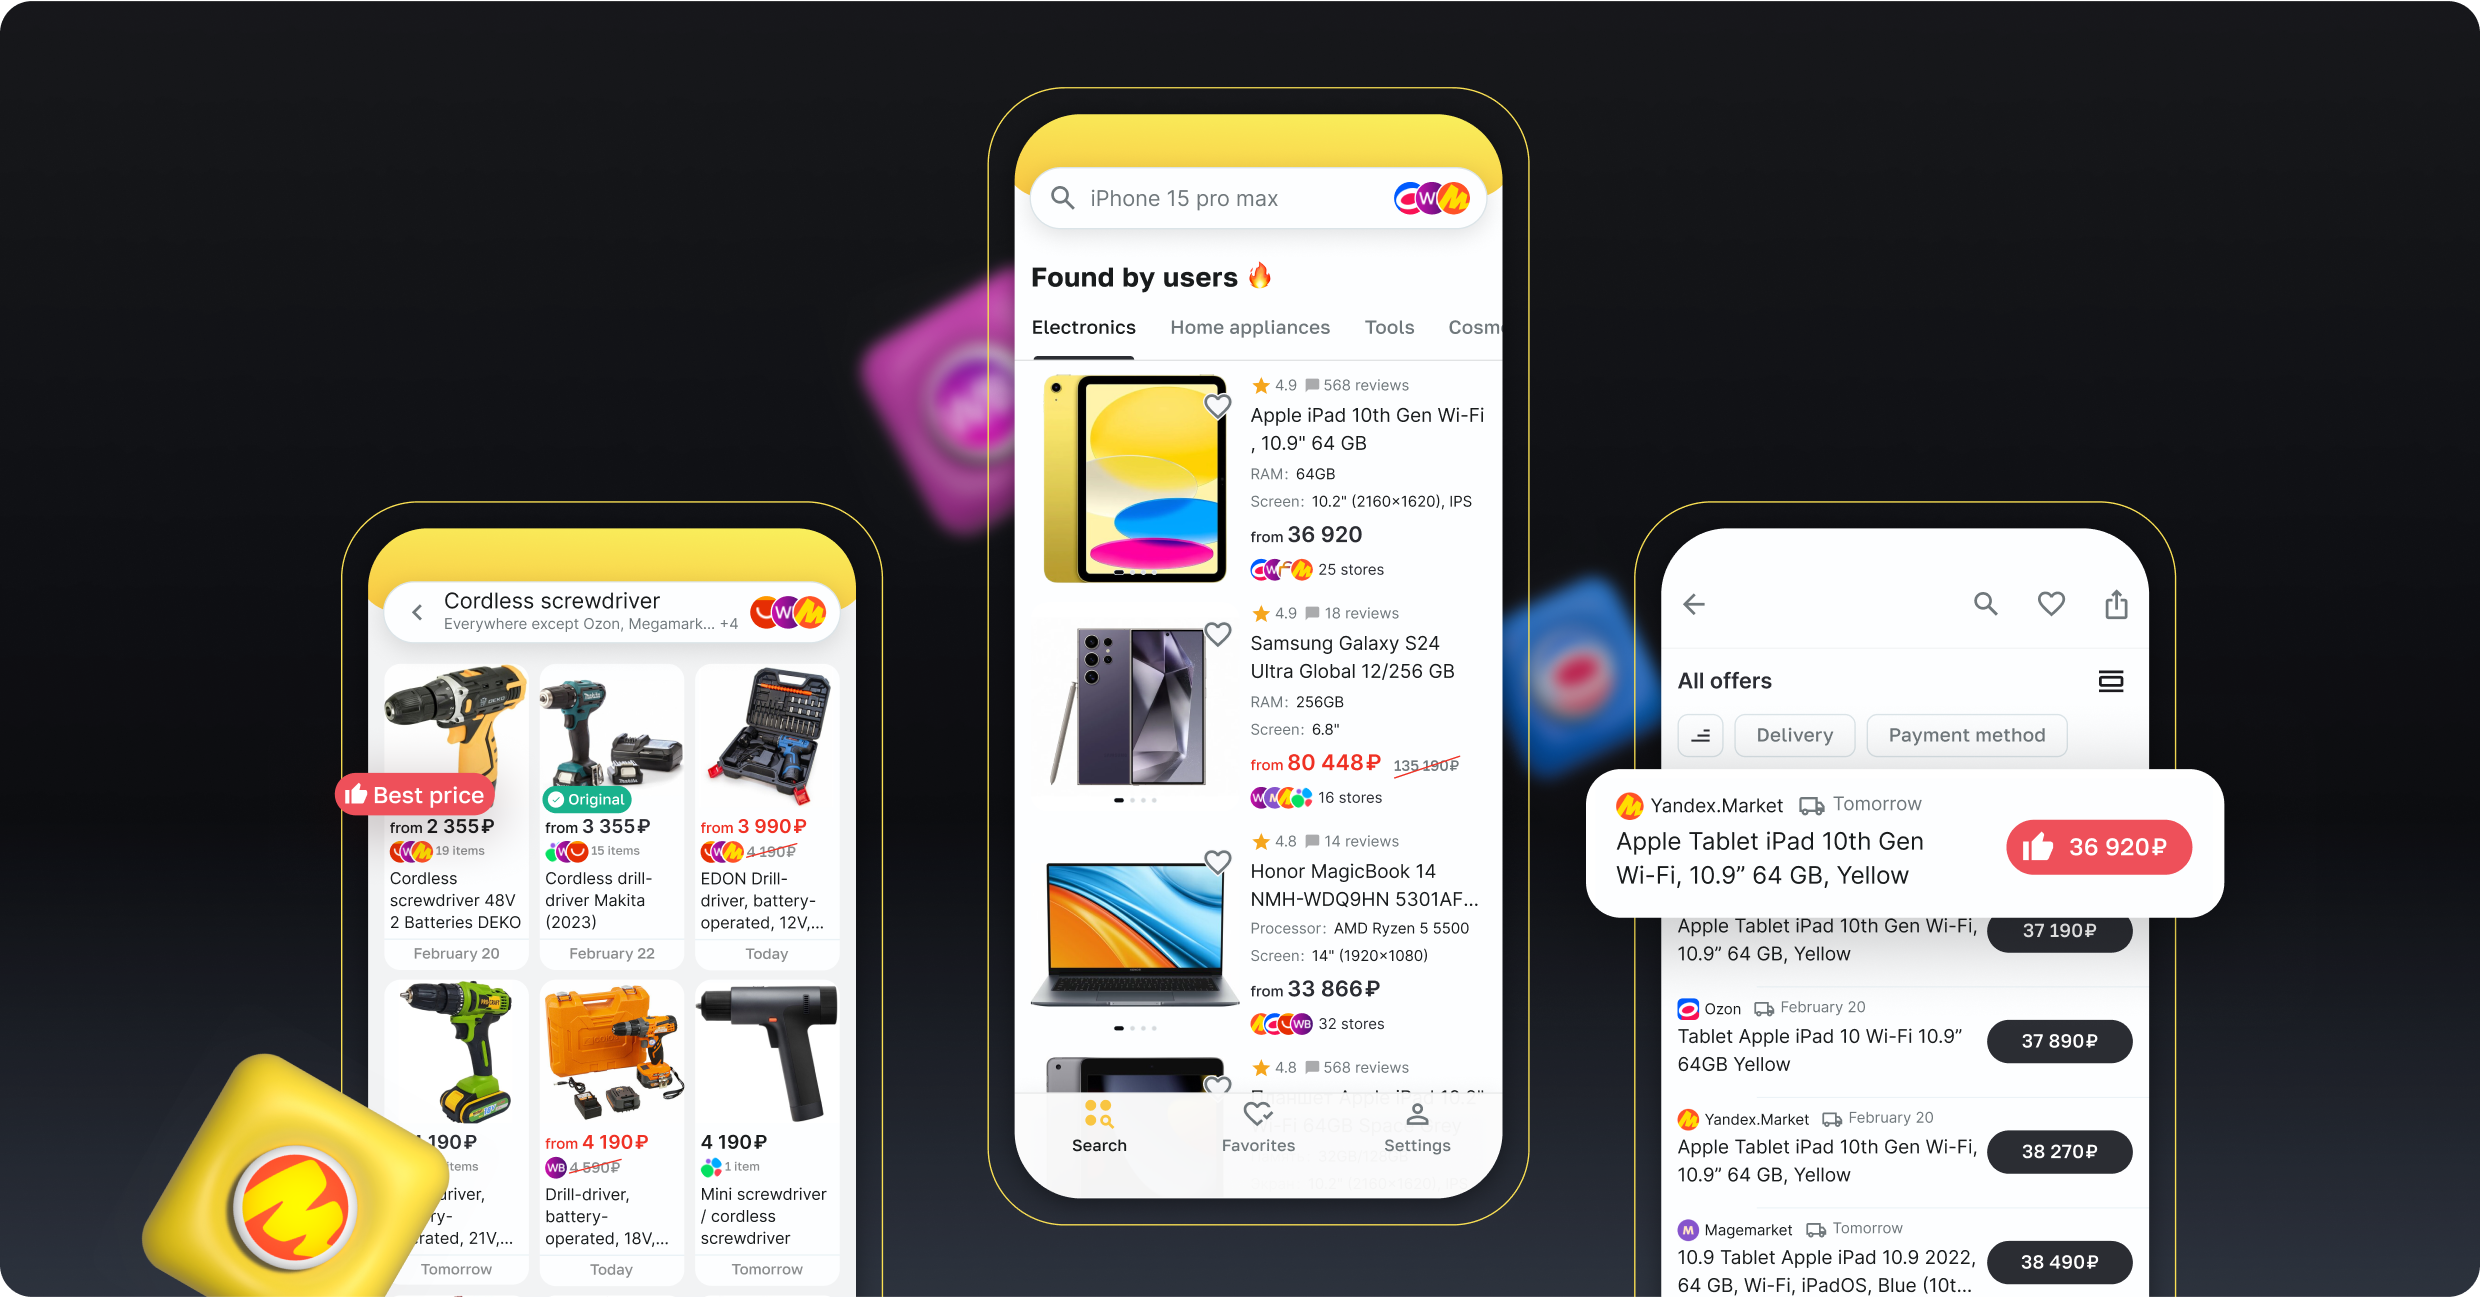 Cordless screwdriver
Everywhere except Ozon, Megamark... +4
Best price
Original
from 2 355₽
19 items
Cordless
screwdriver 48V
2 Batteries DEKO
February 20
from 3 355₽
15 items
Cordless drill-
driver Makita
(2023)
February 22
from 3 990₽
4 190₽
EDON Drill-
driver, battery-
operated, 12V,...
Today
190₽
Tomorrow
from 4 190₽
WB 4 590₽
Drill-driver,
battery-
operated, 18V,...
Today
4 190₽
1 item
Mini screwdriver
/ cordless
screwdriver
Tomorrow
iPhone 15 pro max
Found by users
Electronics Home appliances Tools Cosm
4.9 568 reviews
Apple iPad 10th Gen Wi-Fi
, 10.9" 64 GB
RAM: 64GB
Screen: 10.2" (2160×1620), IPS
from 36 920
25 stores
4.9 18 reviews
Samsung Galaxy S24
Ultra Global 12/256 GB
RAM: 256GB
Screen: 6.8"
from 80 448₽ 135 190₽
16 stores
4.8 14 reviews
Honor MagicBook 14
NMH-WDQ9HN 5301AF...
Processor: AMD Ryzen 5 5500
Screen: 14" (1920×1080)
from 33 866₽
WB 32 stores
4.8 568 reviews
Search Favorites Settings
All offers
Delivery Payment method
Yandex.Market Tomorrow
Apple Tablet iPad 10th Gen
Wi-Fi, 10.9” 64 GB, Yellow
36 920₽
Apple Tablet iPad 10th Gen Wi-Fi,
10.9” 64 GB, Yellow
37 190₽
Ozon February 20
Tablet Apple iPad 10 Wi-Fi 10.9”
64GB Yellow
37 890₽
Yandex.Market February 20
Apple Tablet iPad 10th Gen Wi-Fi,
10.9” 64 GB, Yellow
38 270₽
Magemarket Tomorrow
10.9 Tablet Apple iPad 10.9 2022,
64 GB, Wi-Fi, iPadOS, Blue (10t...
38 490₽